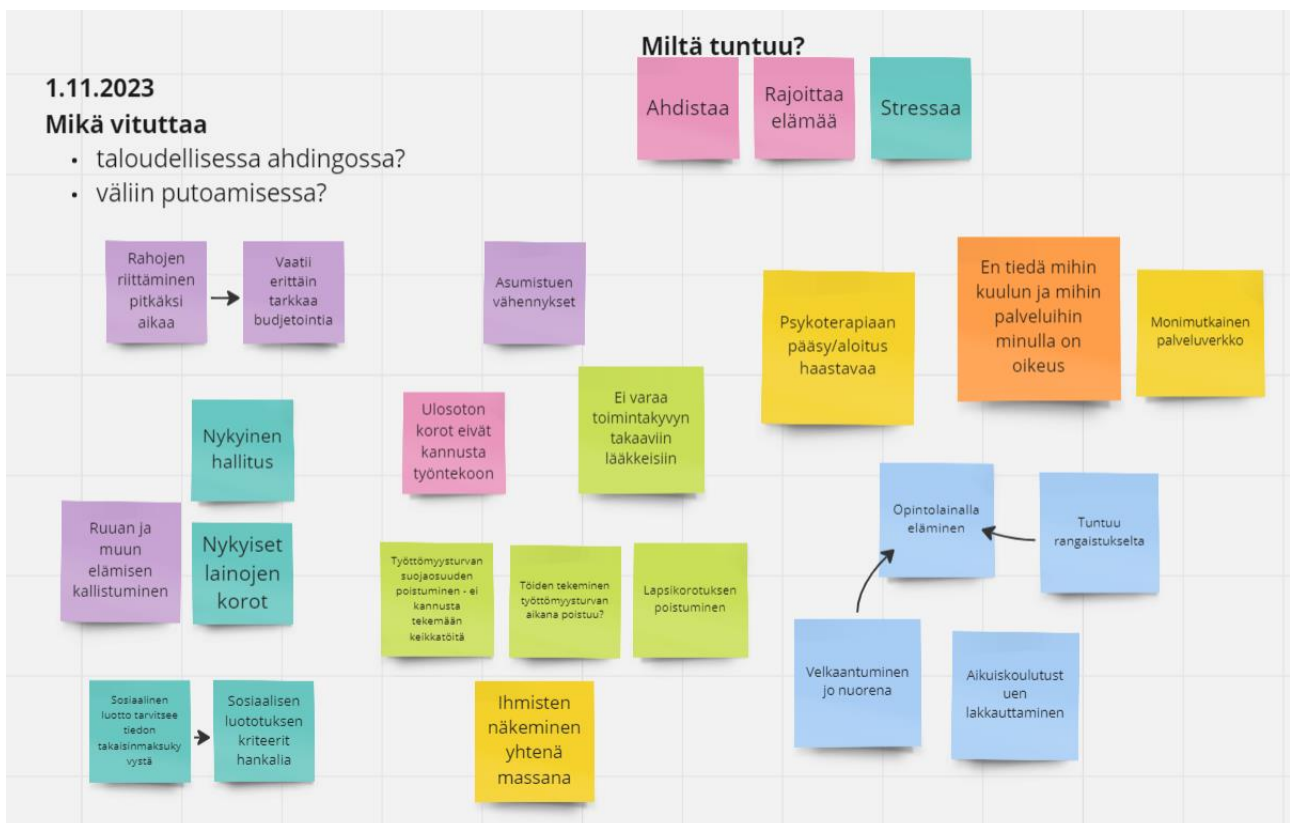 Miltä tuntuu?
Ahdistaa
Rajoittaa
elämää
Stressaa
1.11.2023
Mikä vituttaa
• taloudellisessa ahdingossa?
• väliin putoamisessa?
Rahojen
riittäminen
pitkäksi
aikaa
Vaatii
erittäin
tarkkaa
budjetointia
Asumistuen
vähennykset
Psykoterapiaan
pääsy/aloitus
haastavaa
En tiedä mihin
kuulun ja mihin
palveluihin
minulla on
oikeus
Monimutkainen
palveluverkko
Nykyinen
hallitus
Ulosoton
korot eivät
kannusta
työntekoon
Ei varaa
toimintakyvyn
takaaviin
lääkkeisiin
Ruuan ja
muun
elämisen
kallistuminen
Nykyiset
lainojen
korot
Työttömyysturvan
suojaosuuden
poistuminen - ei
kannusta
tekemään
keikkatöitä
Töiden tekeminen
työttömyysturvan
aikana poistuu?
Lapsikorotuksen
poistuminen
Opintolainalla
eläminen
Tuntuu
rangaistukselta
Velkaantuminen
jo nuorena
Aikuiskoulutust
uen
lakkauttaminen
Sosiaalinen
luotto tarvitsee
tiedon
takaisinmaksuky
vystä
Sosiaalisen
luototuksen
kriteerit
hankalia
Ihmisten
näkeminen
yhtenä
massana